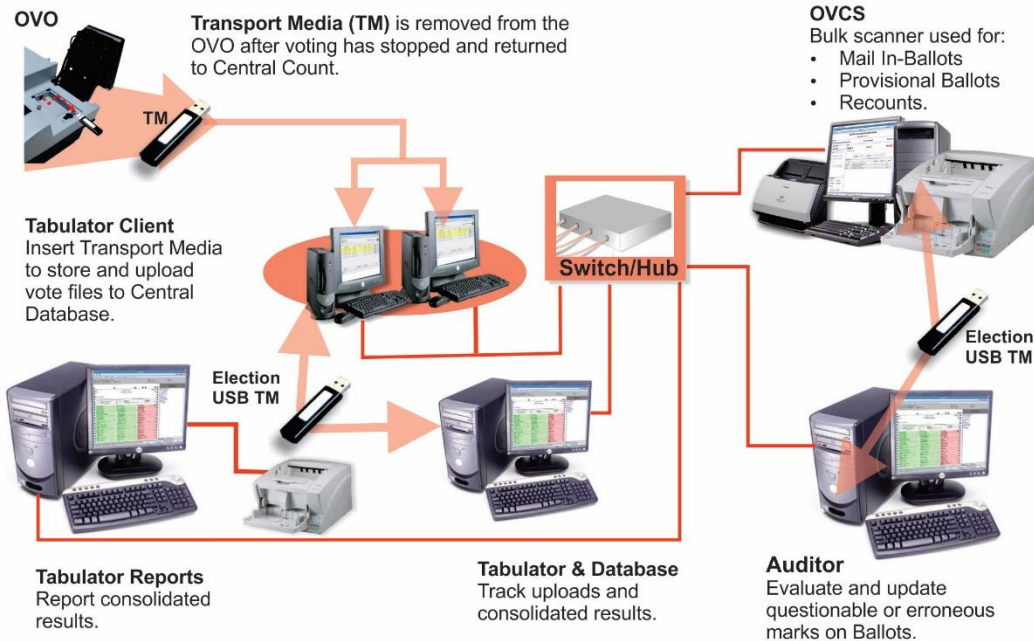 OVO
Transport Media (TM) is removed from the
OVO after voting has stopped and returned
to Central Count.
TM
OVCS
Bulk scanner used for:
• Mail In-Ballots
• Provisional Ballots
• Recounts.
Tabulator Client
Insert Transport Media
to store and upload
vote files to Central
Database.
Switch/Hub
Election
USB TM
Election
USB TM
Tabulator Reports
Report consolidated
results.
Tabulator & Database
Track uploads and
consolidated results.
Auditor
Evaluate and update
questionable or erroneous
marks on Ballots.